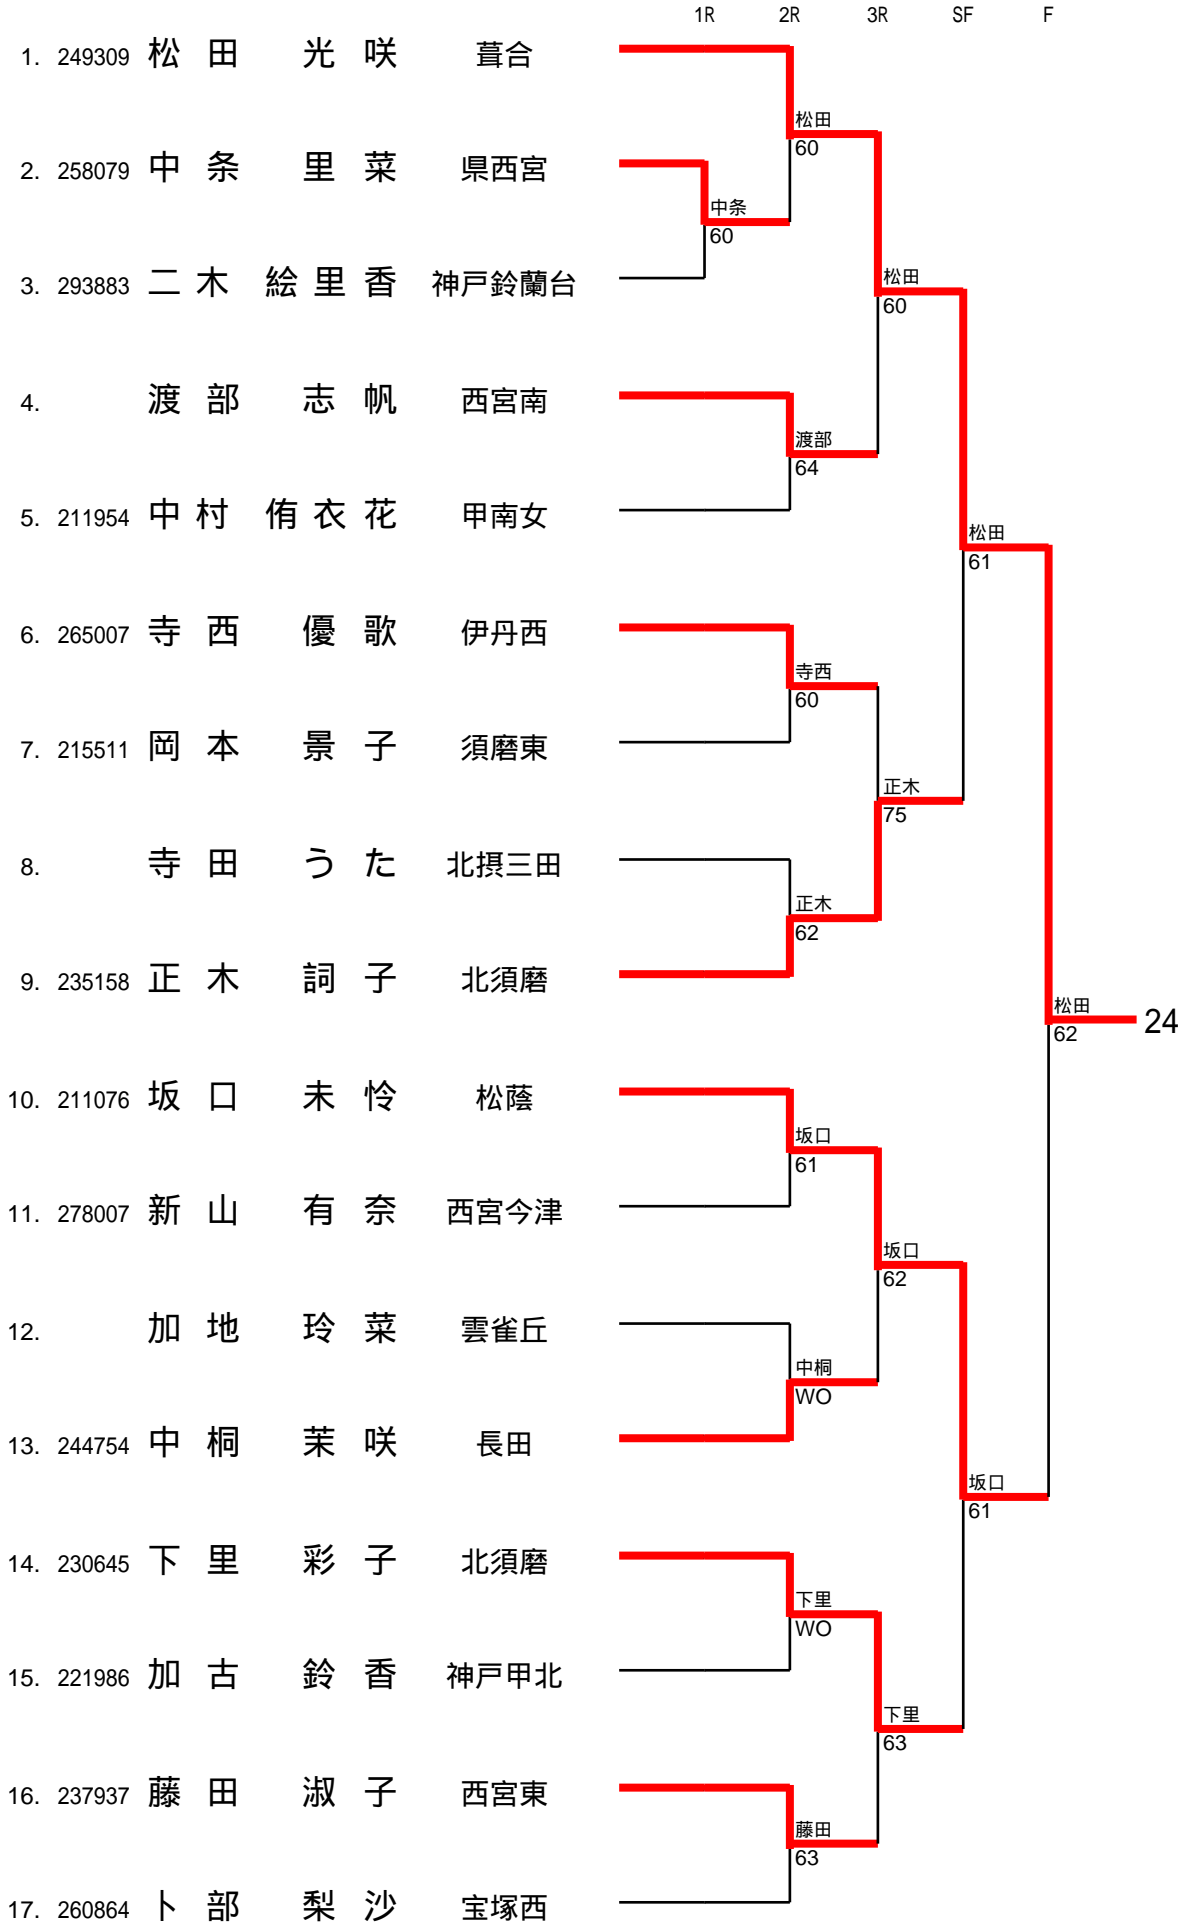 1R 2R 3R SF F
1. 249309 松田 光咲 葺合
松田
60
2. 258079 中条 里菜 県西宮
中条
60
3. 293883 二木 絵里香 神戸鈴蘭台
松田
60
4. 渡部 志帆 西宮南
渡部
64
5. 211954 中村 侑衣花 甲南女
松田
61
6. 265007 寺西 優歌 伊丹西
寺西
60
7. 215511 岡本 景子 須磨東
正木
75
8. 寺田 うた 北摂三田
正木
62
9. 235158 正木 詞子 北須磨
松田
62
24
10. 211076 坂口 未怜 松蔭
坂口
61
11. 278007 新山 有奈 西宮今津
坂口
62
12. 加地 玲菜 雲雀丘
中桐
WO
13. 244754 中桐 茉咲 長田
坂口
61
14. 230645 下里 彩子 北須磨
下里
WO
15. 221986 加古 鈴香 神戸甲北
下里
63
16. 237937 藤田 淑子 西宮東
藤田
63
17. 260864 卜部 梨沙 宝塚西